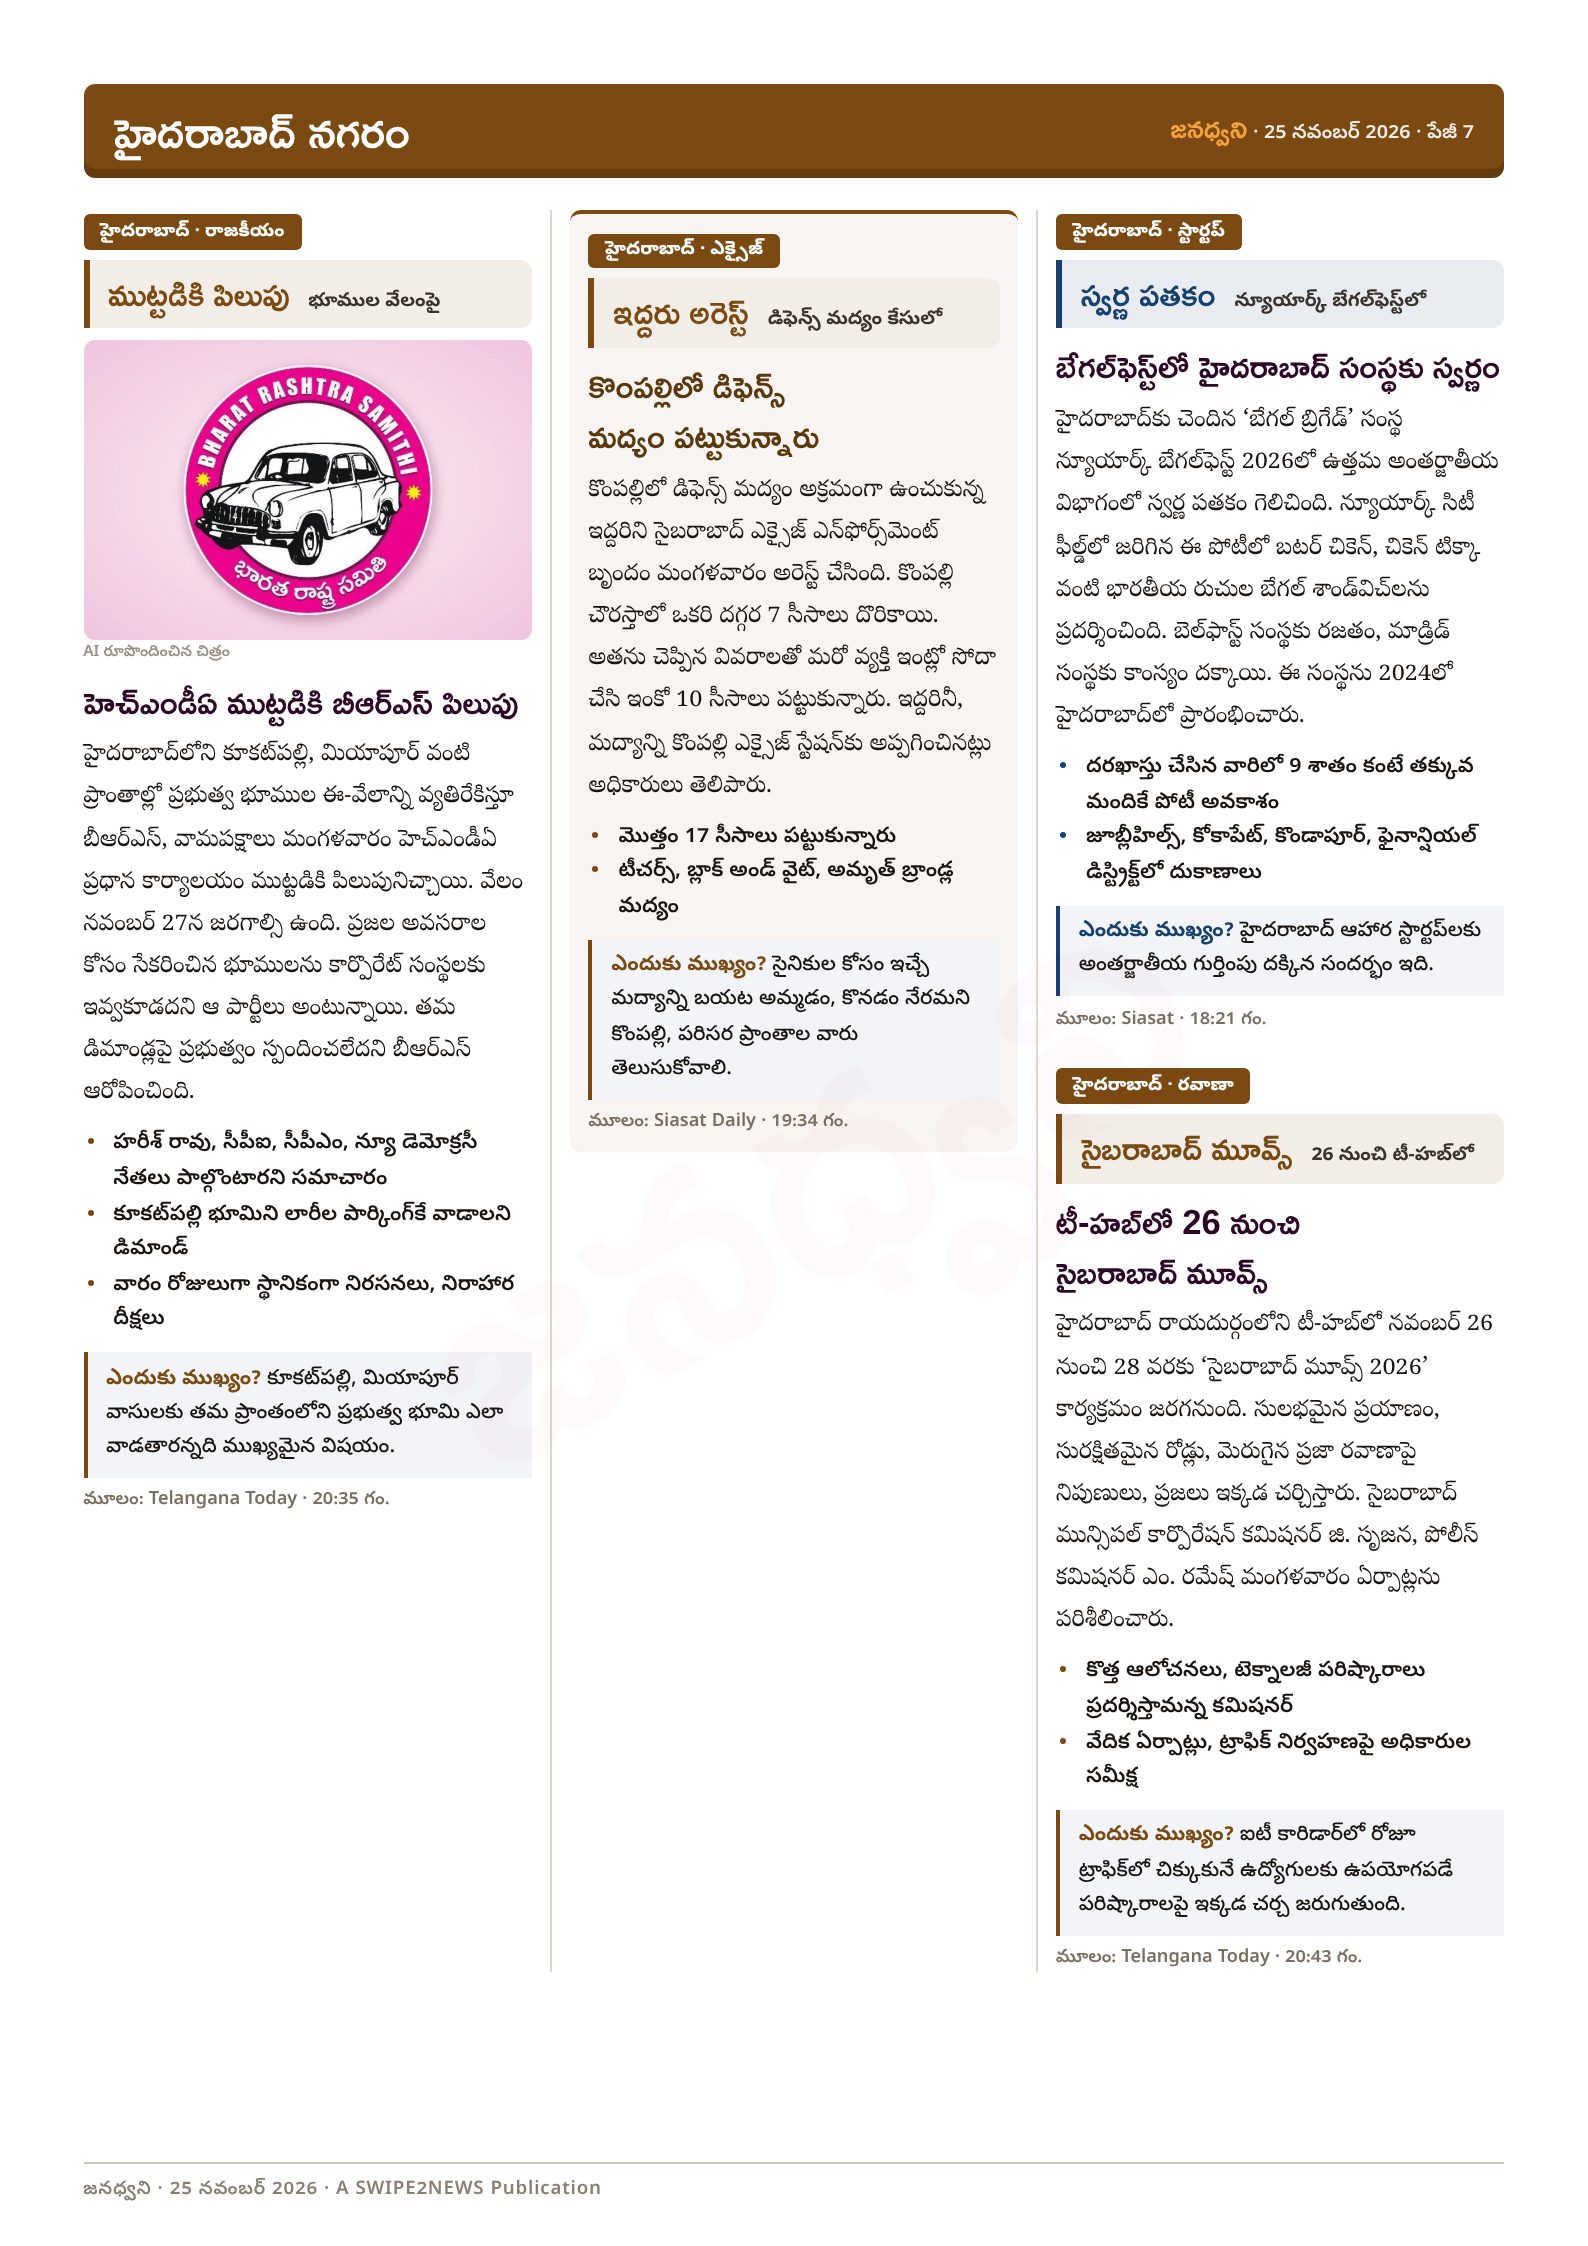 హైదరాబాద్ నగరం
జనధ్వని · 25 నవంబర్ 2026 · పేజీ 7
హైదరాబాద్ · రాజకీయం
ముట్టడికి పిలుపు భూముల వేలంపై
BHARAT RASHTRA SAMITHI
భారత రాష్ట్ర సమితి
AI రూపొందించిన చిత్రం
హెచ్ఎండీఏ ముట్టడికి బీఆర్ఎస్ పిలుపు
హైదరాబాద్‌లోని కూకట్‌పల్లి, మియాపూర్ వంటి
ప్రాంతాల్లో ప్రభుత్వ భూముల ఈ-వేలాన్ని వ్యతిరేకిస్తూ
బీఆర్ఎస్, వామపక్షాలు మంగళవారం హెచ్ఎండీఏ
ప్రధాన కార్యాలయం ముట్టడికి పిలుపునిచ్చాయి. వేలం
నవంబర్ 27న జరగాల్సి ఉంది. ప్రజల అవసరాల
కోసం సేకరించిన భూములను కార్పొరేట్ సంస్థలకు
ఇవ్వకూడదని ఆ పార్టీలు అంటున్నాయి. తమ
డిమాండ్లపై ప్రభుత్వం స్పందించలేదని బీఆర్ఎస్
ఆరోపించింది.
• హరీశ్ రావు, సీపీఐ, సీపీఎం, న్యూ డెమోక్రసీ
నేతలు పాల్గొంటారని సమాచారం
• కూకట్‌పల్లి భూమిని లారీల పార్కింగ్‌కే వాడాలని
డిమాండ్
• వారం రోజులుగా స్థానికంగా నిరసనలు, నిరాహార
దీక్షలు
ఎందుకు ముఖ్యం? కూకట్‌పల్లి, మియాపూర్
వాసులకు తమ ప్రాంతంలోని ప్రభుత్వ భూమి ఎలా
వాడతారన్నది ముఖ్యమైన విషయం.
మూలం: Telangana Today · 20:35 గం.
హైదరాబాద్ · ఎక్సైజ్
ఇద్దరు అరెస్ట్ డిఫెన్స్ మద్యం కేసులో
కొంపల్లిలో డిఫెన్స్
మద్యం పట్టుకున్నారు
కొంపల్లిలో డిఫెన్స్ మద్యం అక్రమంగా ఉంచుకున్న
ఇద్దరిని సైబరాబాద్ ఎక్సైజ్ ఎన్‌ఫోర్స్‌మెంట్
బృందం మంగళవారం అరెస్ట్ చేసింది. కొంపల్లి
చౌరస్తాలో ఒకరి దగ్గర 7 సీసాలు దొరికాయి.
అతను చెప్పిన వివరాలతో మరో వ్యక్తి ఇంట్లో సోదా
చేసి ఇంకో 10 సీసాలు పట్టుకున్నారు. ఇద్దరినీ,
మద్యాన్ని కొంపల్లి ఎక్సైజ్ స్టేషన్‌కు అప్పగించినట్లు
అధికారులు తెలిపారు.
• మొత్తం 17 సీసాలు పట్టుకున్నారు
• టీచర్స్, బ్లాక్ అండ్ వైట్, అమృత్ బ్రాండ్ల
మద్యం
ఎందుకు ముఖ్యం? సైనికుల కోసం ఇచ్చే
మద్యాన్ని బయట అమ్మడం, కొనడం నేరమని
కొంపల్లి, పరిసర ప్రాంతాల వారు
తెలుసుకోవాలి.
మూలం: Siasat Daily · 19:34 గం.
హైదరాబాద్ · స్టార్టప్
స్వర్ణ పతకం న్యూయార్క్ బేగల్‌ఫెస్ట్‌లో
బేగల్‌ఫెస్ట్‌లో హైదరాబాద్ సంస్థకు స్వర్ణం
హైదరాబాద్‌కు చెందిన ‘బేగల్ బ్రిగేడ్’ సంస్థ
న్యూయార్క్ బేగల్‌ఫెస్ట్ 2026లో ఉత్తమ అంతర్జాతీయ
విభాగంలో స్వర్ణ పతకం గెలిచింది. న్యూయార్క్ సిటీ
ఫీల్డ్‌లో జరిగిన ఈ పోటీలో బటర్ చికెన్, చికెన్ టిక్కా
వంటి భారతీయ రుచుల బేగల్ శాండ్‌విచ్‌లను
ప్రదర్శించింది. బెల్‌ఫాస్ట్ సంస్థకు రజతం, మాడ్రిడ్
సంస్థకు కాంస్యం దక్కాయి. ఈ సంస్థను 2024లో
హైదరాబాద్‌లో ప్రారంభించారు.
• దరఖాస్తు చేసిన వారిలో 9 శాతం కంటే తక్కువ
మందికే పోటీ అవకాశం
• జూబ్లీహిల్స్, కోకాపేట్, కొండాపూర్, ఫైనాన్షియల్
డిస్ట్రిక్ట్‌లో దుకాణాలు
ఎందుకు ముఖ్యం? హైదరాబాద్ ఆహార స్టార్టప్‌లకు
అంతర్జాతీయ గుర్తింపు దక్కిన సందర్భం ఇది.
మూలం: Siasat · 18:21 గం.
హైదరాబాద్ · రవాణా
సైబరాబాద్ మూవ్స్ 26 నుంచి టీ-హబ్‌లో
టీ-హబ్‌లో 26 నుంచి
సైబరాబాద్ మూవ్స్
హైదరాబాద్ రాయదుర్గంలోని టీ-హబ్‌లో నవంబర్ 26
నుంచి 28 వరకు ‘సైబరాబాద్ మూవ్స్ 2026’
కార్యక్రమం జరగనుంది. సులభమైన ప్రయాణం,
సురక్షితమైన రోడ్లు, మెరుగైన ప్రజా రవాణాపై
నిపుణులు, ప్రజలు ఇక్కడ చర్చిస్తారు. సైబరాబాద్
మున్సిపల్ కార్పొరేషన్ కమిషనర్ జి. సృజన, పోలీస్
కమిషనర్ ఎం. రమేష్ మంగళవారం ఏర్పాట్లను
పరిశీలించారు.
• కొత్త ఆలోచనలు, టెక్నాలజీ పరిష్కారాలు
ప్రదర్శిస్తామన్న కమిషనర్
• వేదిక ఏర్పాట్లు, ట్రాఫిక్ నిర్వహణపై అధికారుల
సమీక్ష
ఎందుకు ముఖ్యం? ఐటీ కారిడార్‌లో రోజూ
ట్రాఫిక్‌లో చిక్కుకునే ఉద్యోగులకు ఉపయోగపడే
పరిష్కారాలపై ఇక్కడ చర్చ జరుగుతుంది.
మూలం: Telangana Today · 20:43 గం.
జనధ్వని
జనధ్వని · 25 నవంబర్ 2026 · A SWIPE2NEWS Publication